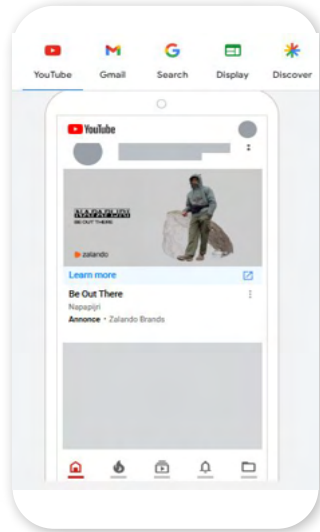 YouTube Gmail Search Display Discover
YouTube
NAPAPIJRI
BE OUT THERE
zalando
Learn more
Be Out There
Napapijri
Annonce • Zalando Brands